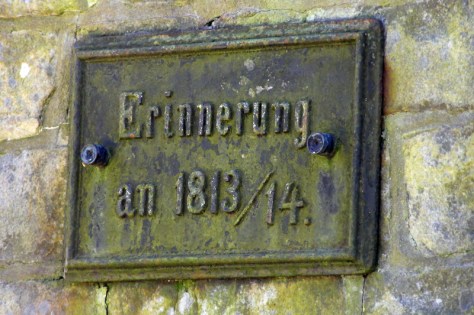 Erinnerung
an 1813/14.